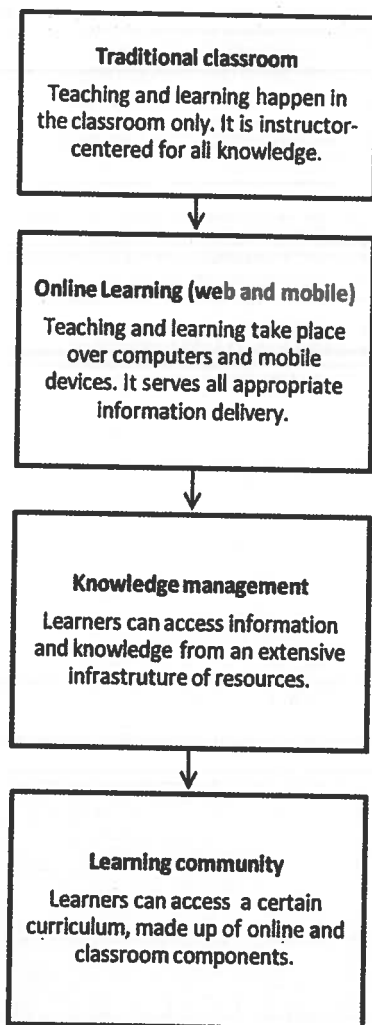 Traditional classroom
Teaching and learning happen in
the classroom only. It is instructor-
centered for all knowledge.
Online Learning (web and mobile)
Teaching and learning take place
over computers and mobile
devices. It serves all appropriate
information delivery.
Knowledge management
Learners can access information
and knowledge from an extensive
infrastruture of resources.
Learning community
Learners can access a certain
curriculum, made up of online and
classroom components.